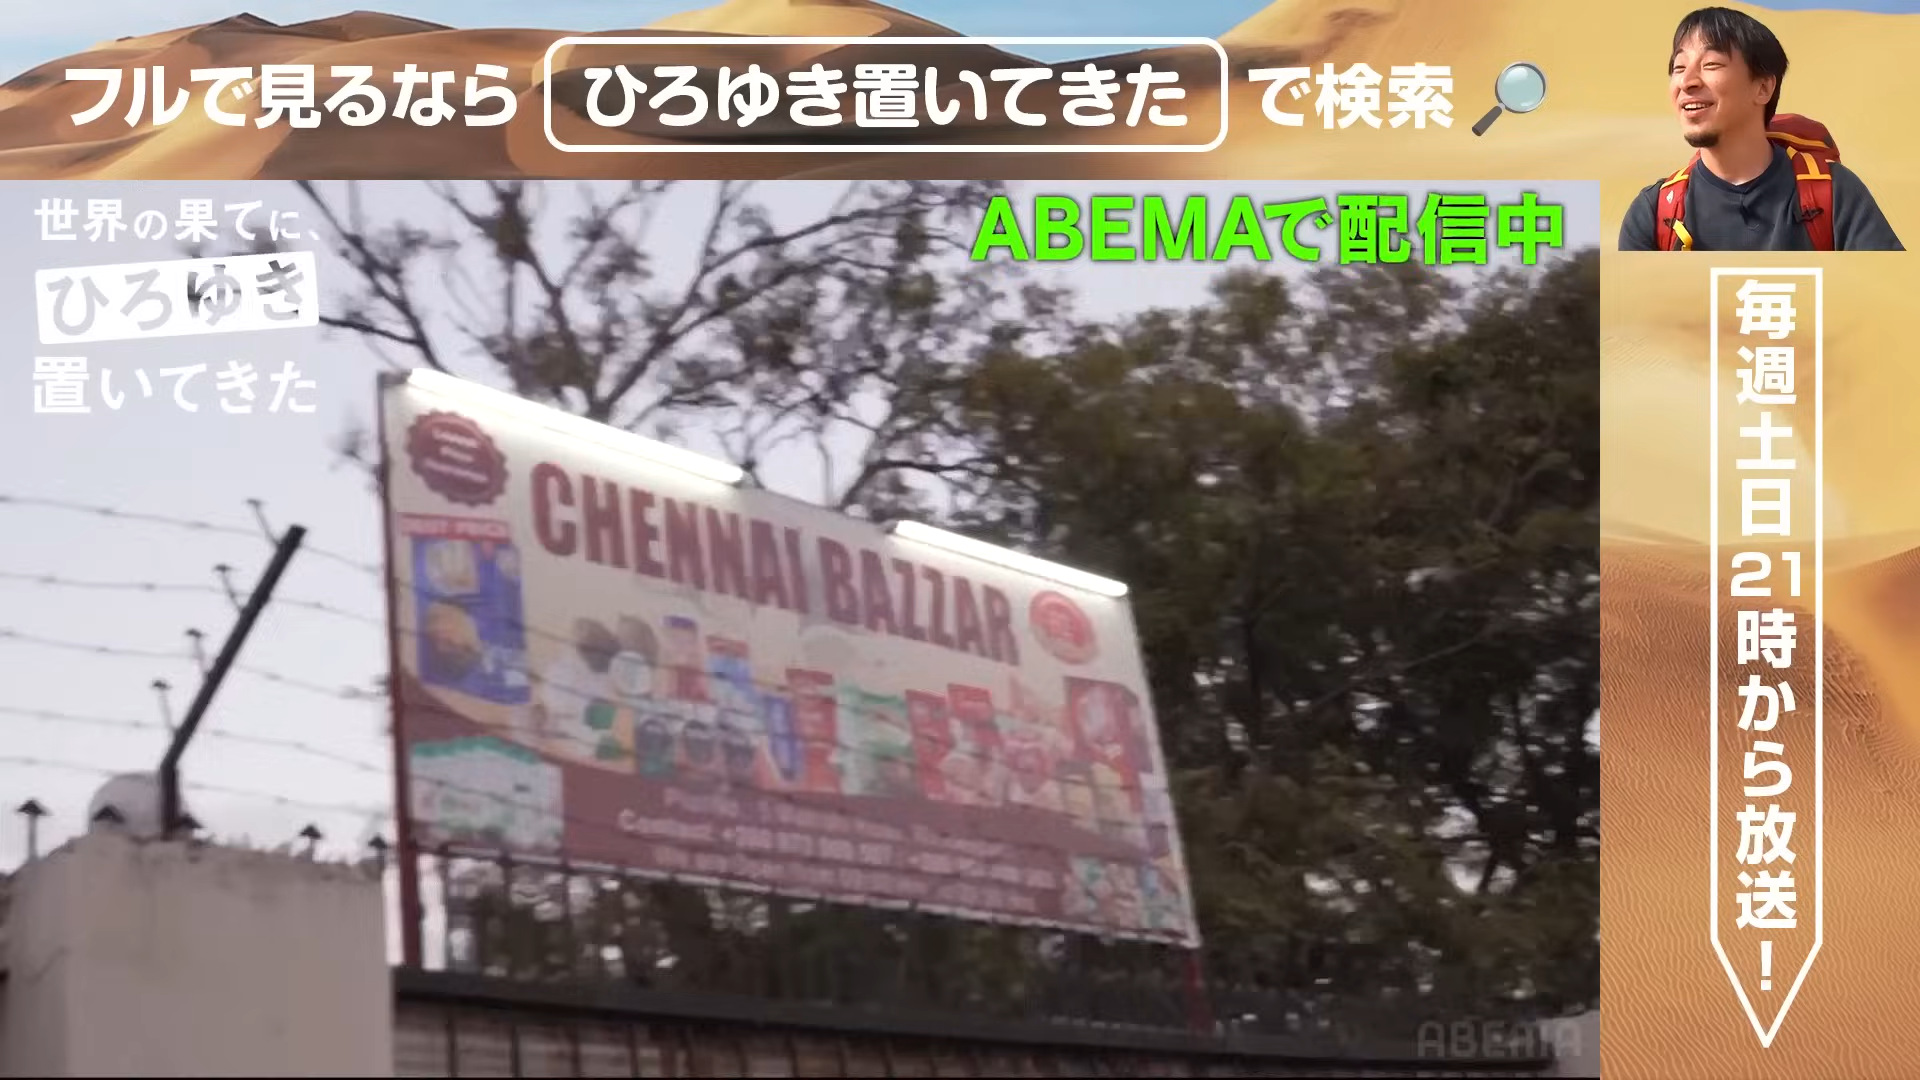 フルで見るなら ひろゆき置いてきた で検索
世界の果てに、
ひろゆき
置いてきた
ABEMAで配信中
毎週土日21時から放送！
BEST PRICE
CHENNAI BAZZAR
ABEMA